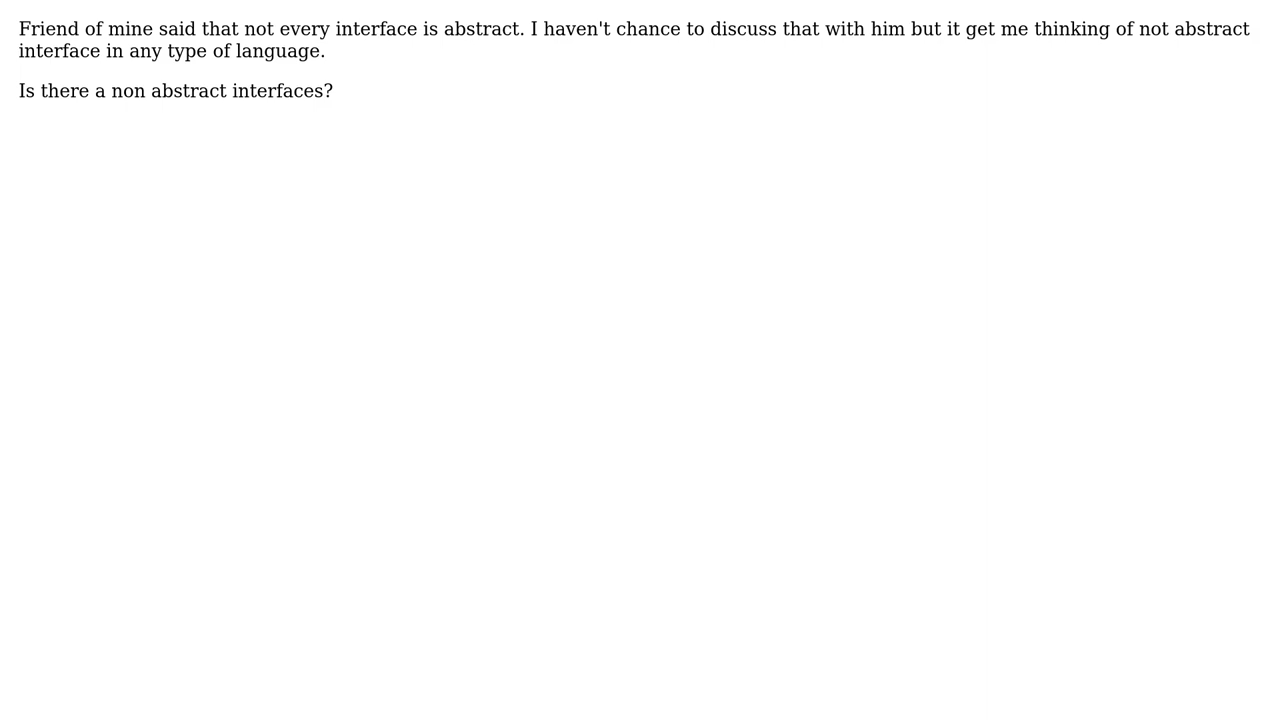 Friend of mine said that not every interface is abstract. I haven't chance to discuss that with him but it get me thinking of not abstract
interface in any type of language.
Is there a non abstract interfaces?